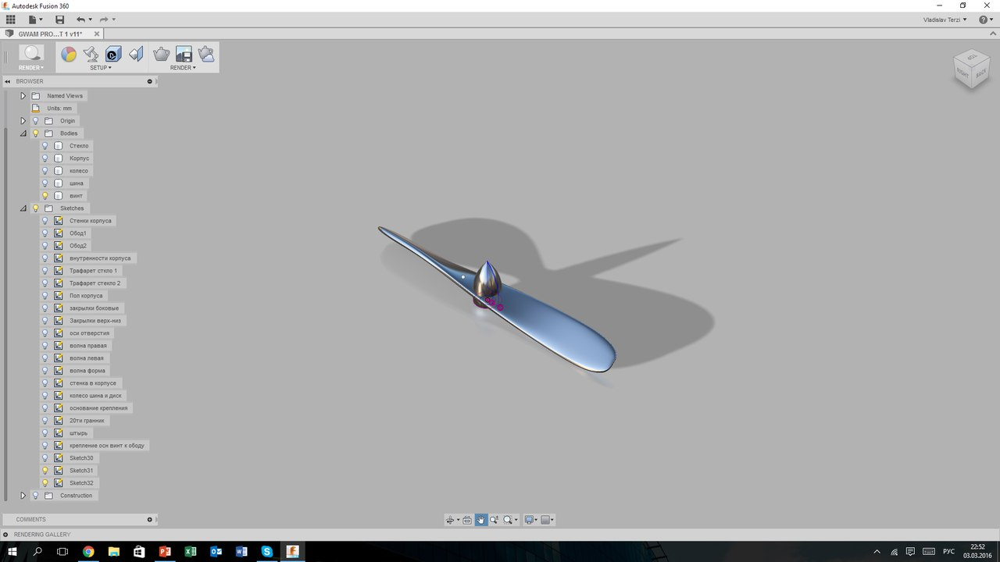 Autodesk Fusion 360
Vladislav Terzi
GWAM PRO...T 1 v11*
RENDER
SETUP
RENDER
TOP
RIGHT
BACK
BROWSER
Named Views
Units: mm
Origin
Bodies
Стекло
Корпус
колесо
шина
винт
Sketches
Стенки корпуса
Обод1
Обод2
внутренности корпуса
Трафарет сткло 1
Трафарет стекло 2
Пол корпуса
закрылки боковые
Закрылки верх-низ
оси отверстия
волна правая
волна левая
волна форма
стенка в корпусе
колесо шина и диск
основание крепления
20ти гранник
штырь
крепление осн винт к ободу
Sketch30
Sketch31
Sketch32
Construction
COMMENTS
RENDERING GALLERY
РУС
22:52
03.03.2016